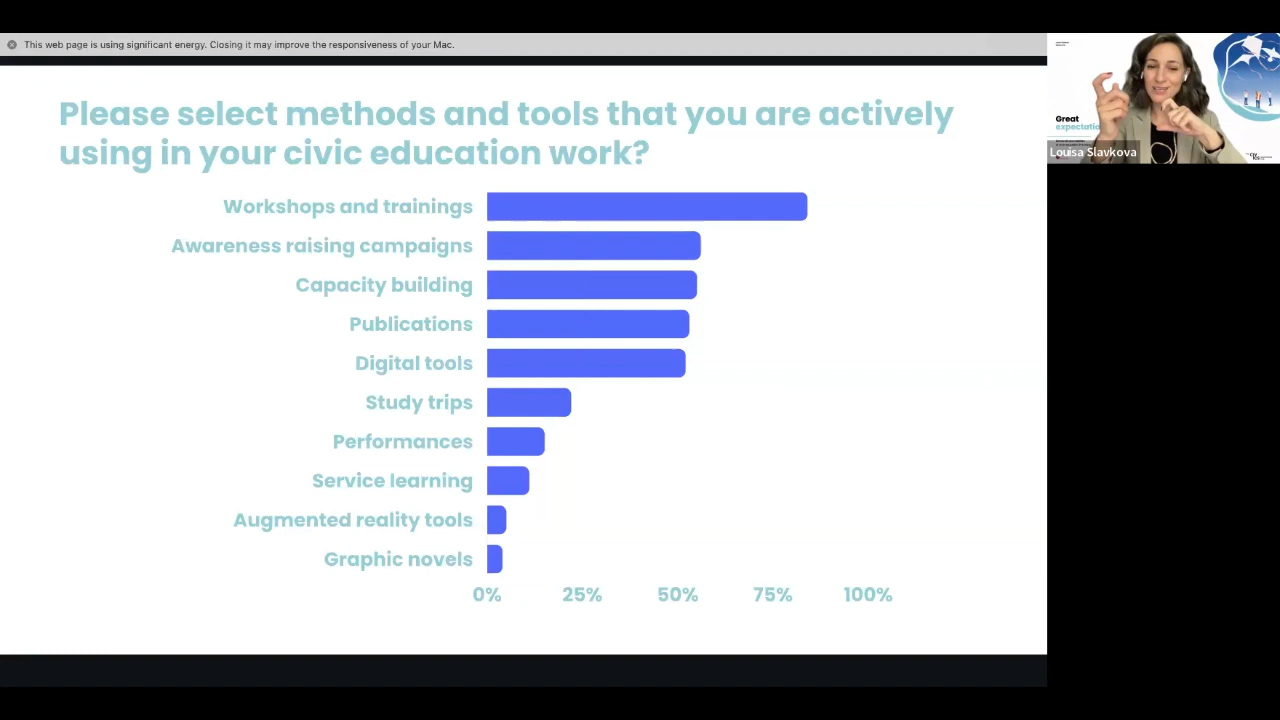 This web page is using significant energy. Closing it may improve the responsiveness of your Mac.
Please select methods and tools that you are actively
using in your civic education work?
Workshops and trainings
Awareness raising campaigns
Capacity building
Publications
Digital tools
Study trips
Performances
Service learning
Augmented reality tools
Graphic novels
0% 25% 50% 75% 100%
Great
expectatio
Louisa Slavkova